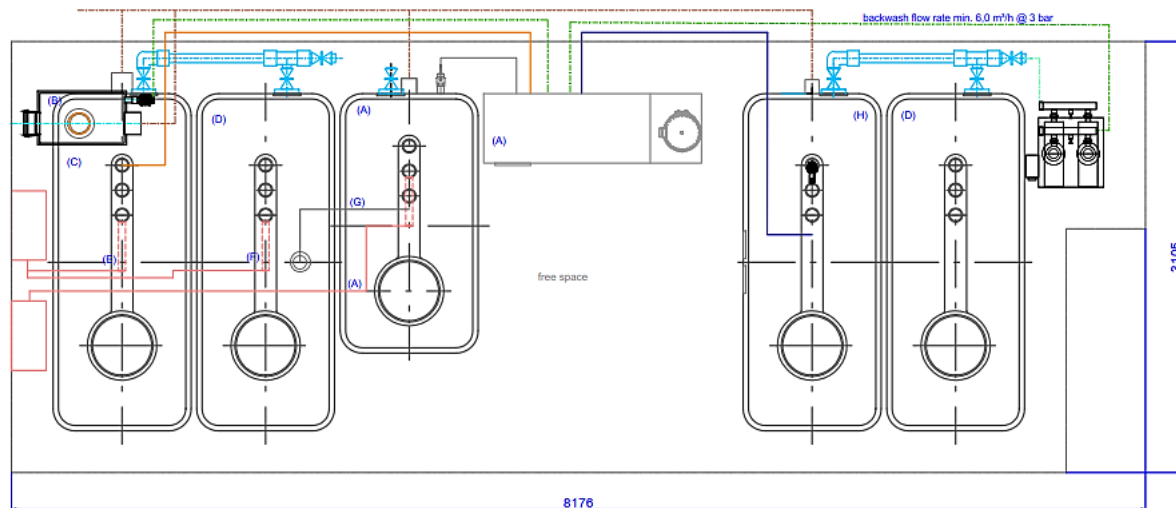 backwash flow rate min. 6,0 m³/h @ 3 bar
(B)
(D)
(A)
(A)
(H)
(D)
(C)
(G)
(E)
(F)
(A)
free space
3105
8176